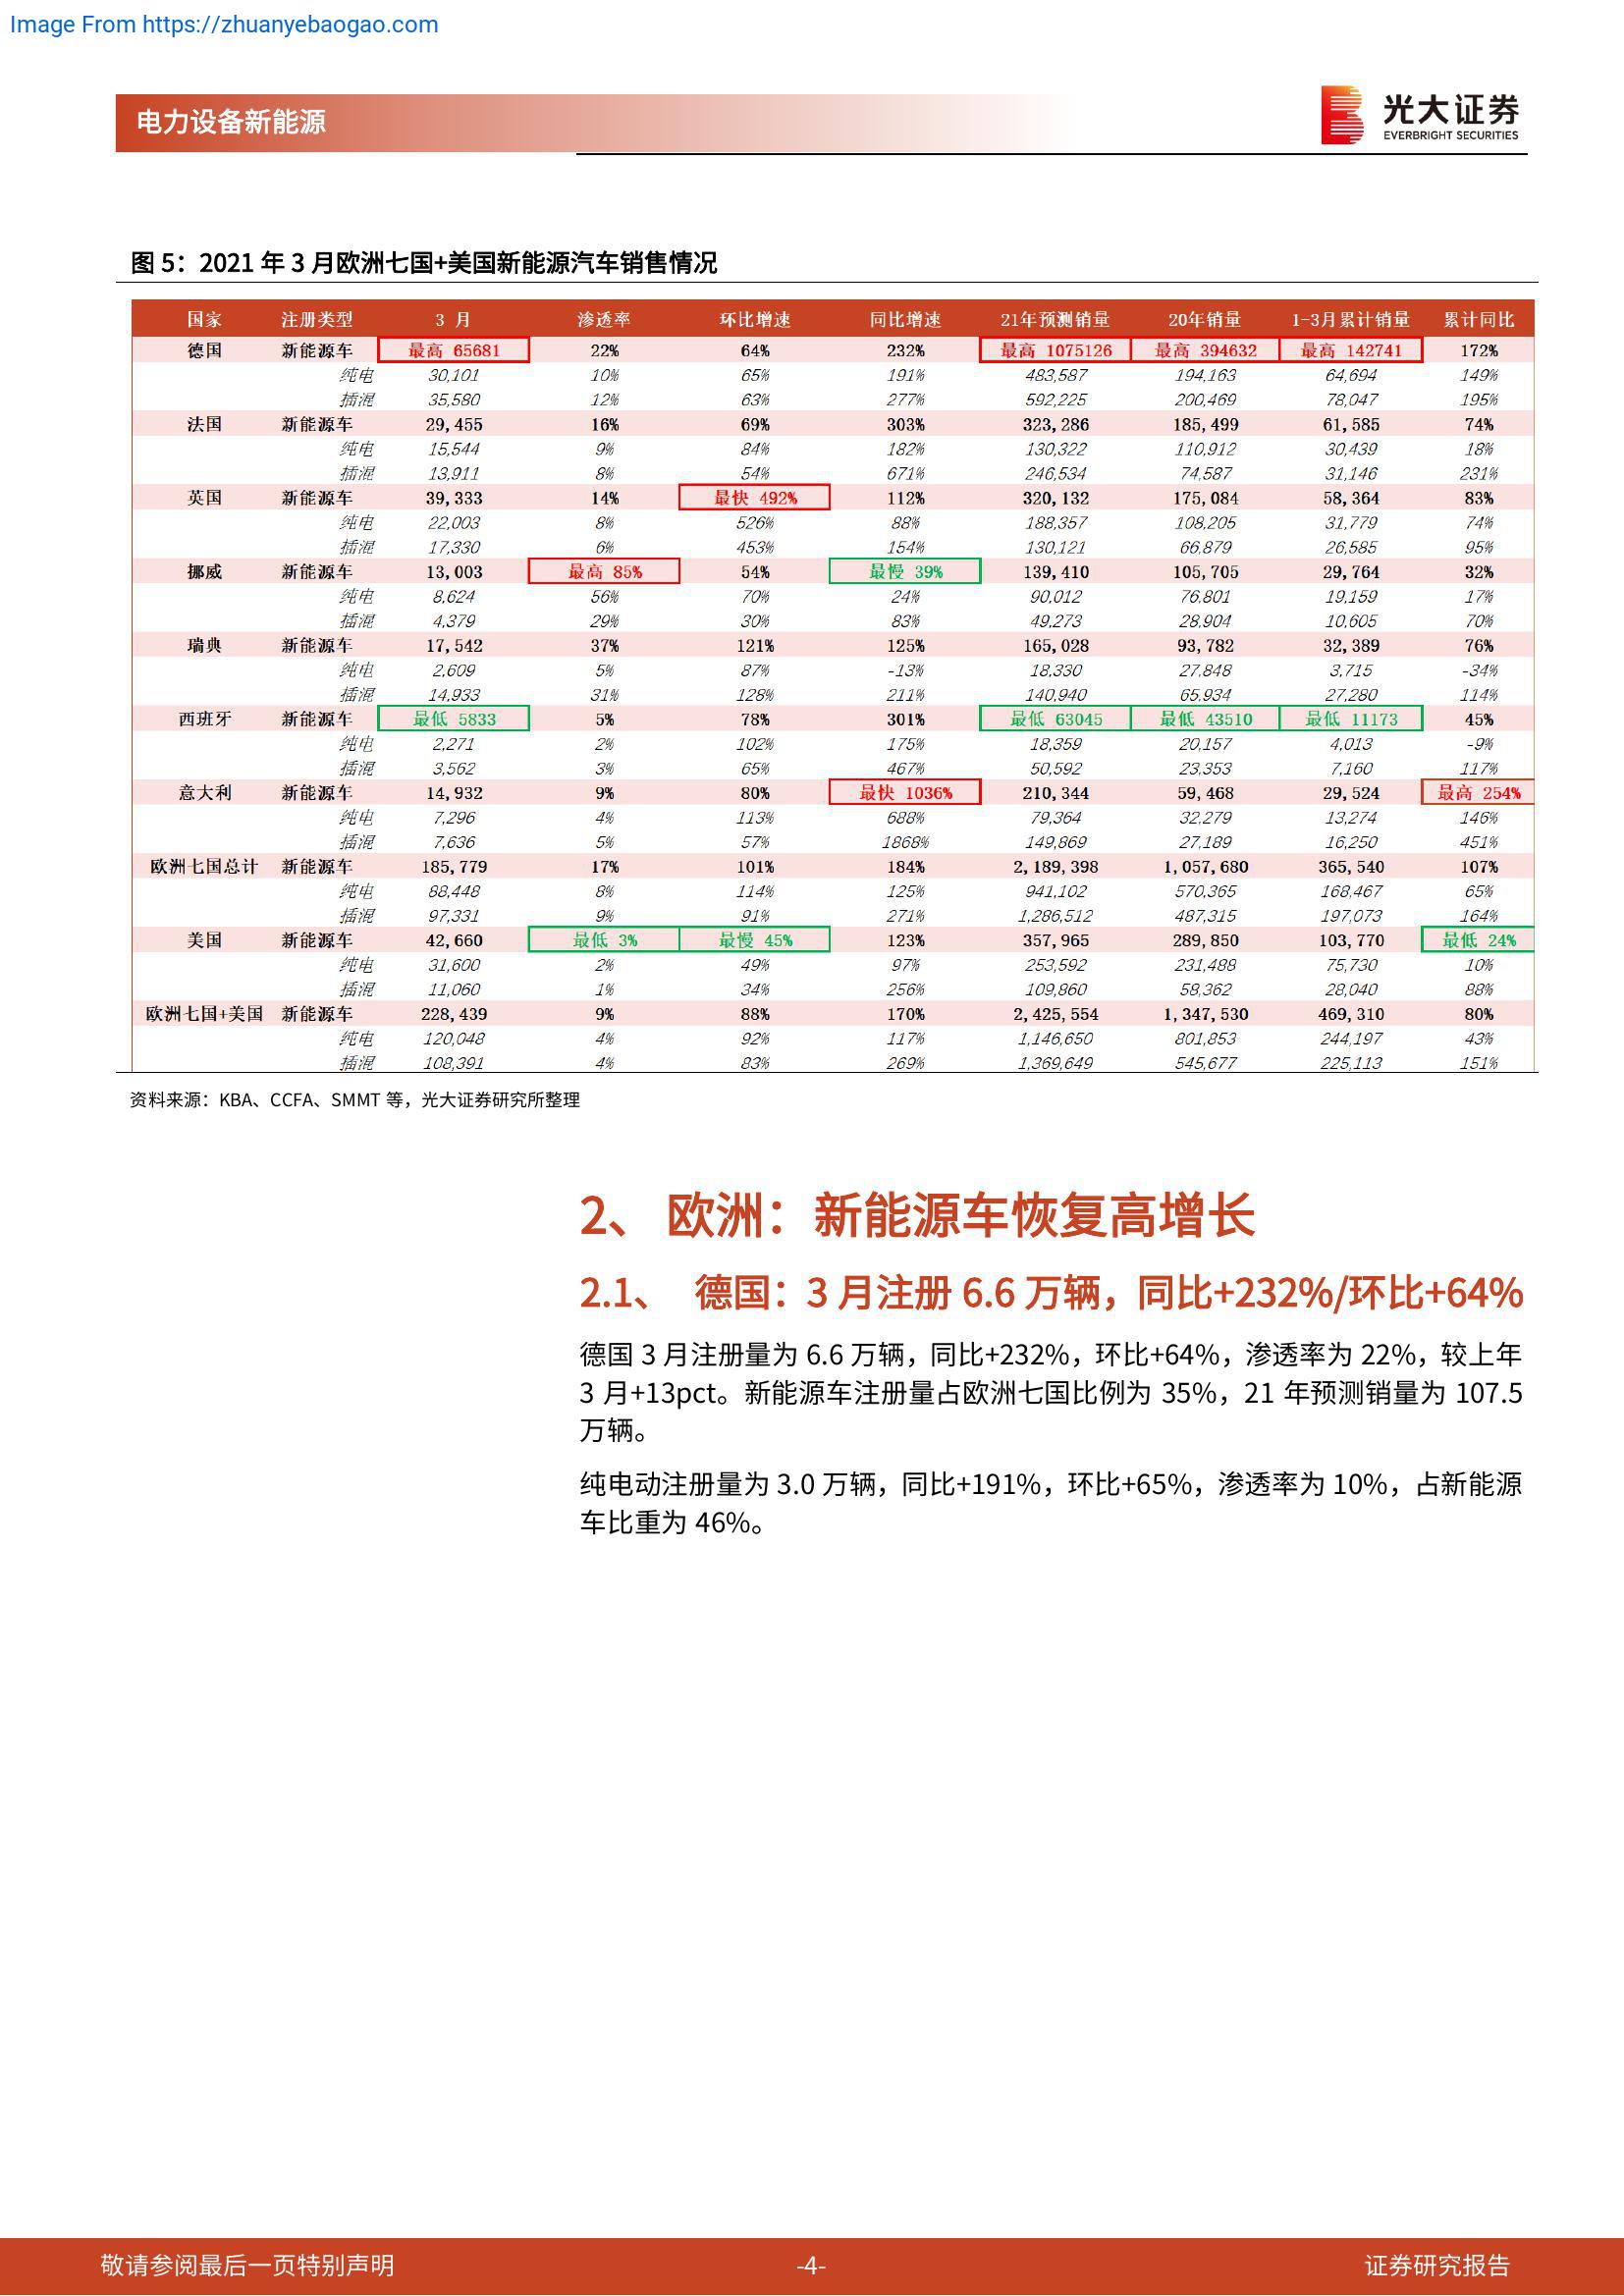 Image From https://zhuanyebaogao.com
电力设备新能源
光大证券
EVERBRIGHT SECURITIES
图 5：2021 年 3 月欧洲七国+美国新能源汽车销售情况
国家 注册类型 3 月 渗透率 环比增速 同比增速 21年预测销量 20年销量 1-3月累计销量 累计同比
德国 新能源车 最高 65681 22% 64% 232% 最高 1075126 最高 394632 最高 142741 172%
纯电 30,101 10% 65% 191% 483,587 194,163 64,694 149%
插混 35,580 12% 63% 277% 592,225 200,469 78,047 195%
法国 新能源车 29,455 16% 69% 303% 323,286 185,499 61,585 74%
纯电 15,544 9% 84% 182% 130,322 110,912 30,439 18%
插混 13,911 8% 54% 671% 246,534 74,587 31,146 231%
英国 新能源车 39,333 14% 最快 492% 112% 320,132 175,084 58,364 83%
纯电 22,003 8% 526% 88% 188,357 108,205 31,779 74%
插混 17,330 6% 453% 154% 130,121 66,879 26,585 95%
挪威 新能源车 13,003 最高 85% 54% 最慢 39% 139,410 105,705 29,764 32%
纯电 8,624 56% 70% 24% 90,012 76,801 19,159 17%
插混 4,379 29% 30% 83% 49,273 28,904 10,605 70%
瑞典 新能源车 17,542 37% 121% 125% 165,028 93,782 32,389 76%
纯电 2,609 5% 87% -13% 18,330 27,848 3,715 -34%
插混 14,933 31% 128% 211% 140,940 65,934 27,280 114%
西班牙 新能源车 最低 5833 5% 78% 301% 最低 63045 最低 43510 最低 11173 45%
纯电 2,271 2% 102% 175% 18,359 20,157 4,013 -9%
插混 3,562 3% 65% 467% 50,592 23,353 7,160 117%
意大利 新能源车 14,932 9% 80% 最快 1036% 210,344 59,468 29,524 最高 254%
纯电 7,296 4% 113% 688% 79,364 32,279 13,274 146%
插混 7,636 5% 57% 1868% 149,869 27,189 16,250 451%
欧洲七国总计 新能源车 185,779 17% 101% 184% 2,189,398 1,057,680 365,540 107%
纯电 88,448 8% 114% 125% 941,102 570,365 168,467 65%
插混 97,331 9% 91% 271% 1,286,512 487,315 197,073 164%
美国 新能源车 42,660 最低 3% 最慢 45% 123% 357,965 289,850 103,770 最低 24%
纯电 31,600 2% 49% 97% 253,592 231,488 75,730 10%
插混 11,060 1% 34% 256% 109,860 58,362 28,040 88%
欧洲七国+美国 新能源车 228,439 9% 88% 170% 2,425,554 1,347,530 469,310 80%
纯电 120,048 4% 92% 117% 1,146,650 801,853 244,197 43%
插混 108,391 4% 83% 269% 1,369,649 545,677 225,113 151%
资料来源：KBA、CCFA、SMMT 等，光大证券研究所整理
2、 欧洲：新能源车恢复高增长
2.1、 德国：3 月注册 6.6 万辆，同比+232%/环比+64%
德国 3 月注册量为 6.6 万辆，同比+232%，环比+64%，渗透率为 22%，较上年
3 月+13pct。新能源车注册量占欧洲七国比例为 35%，21 年预测销量为 107.5
万辆。
纯电动注册量为 3.0 万辆，同比+191%，环比+65%，渗透率为 10%，占新能源
车比重为 46%。
敬请参阅最后一页特别声明 -4- 证券研究报告